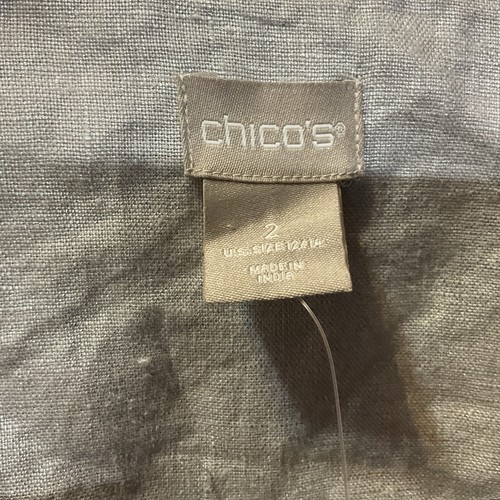 chico's®
2
U.S. SIZE 12/14
MADE IN
INDIA